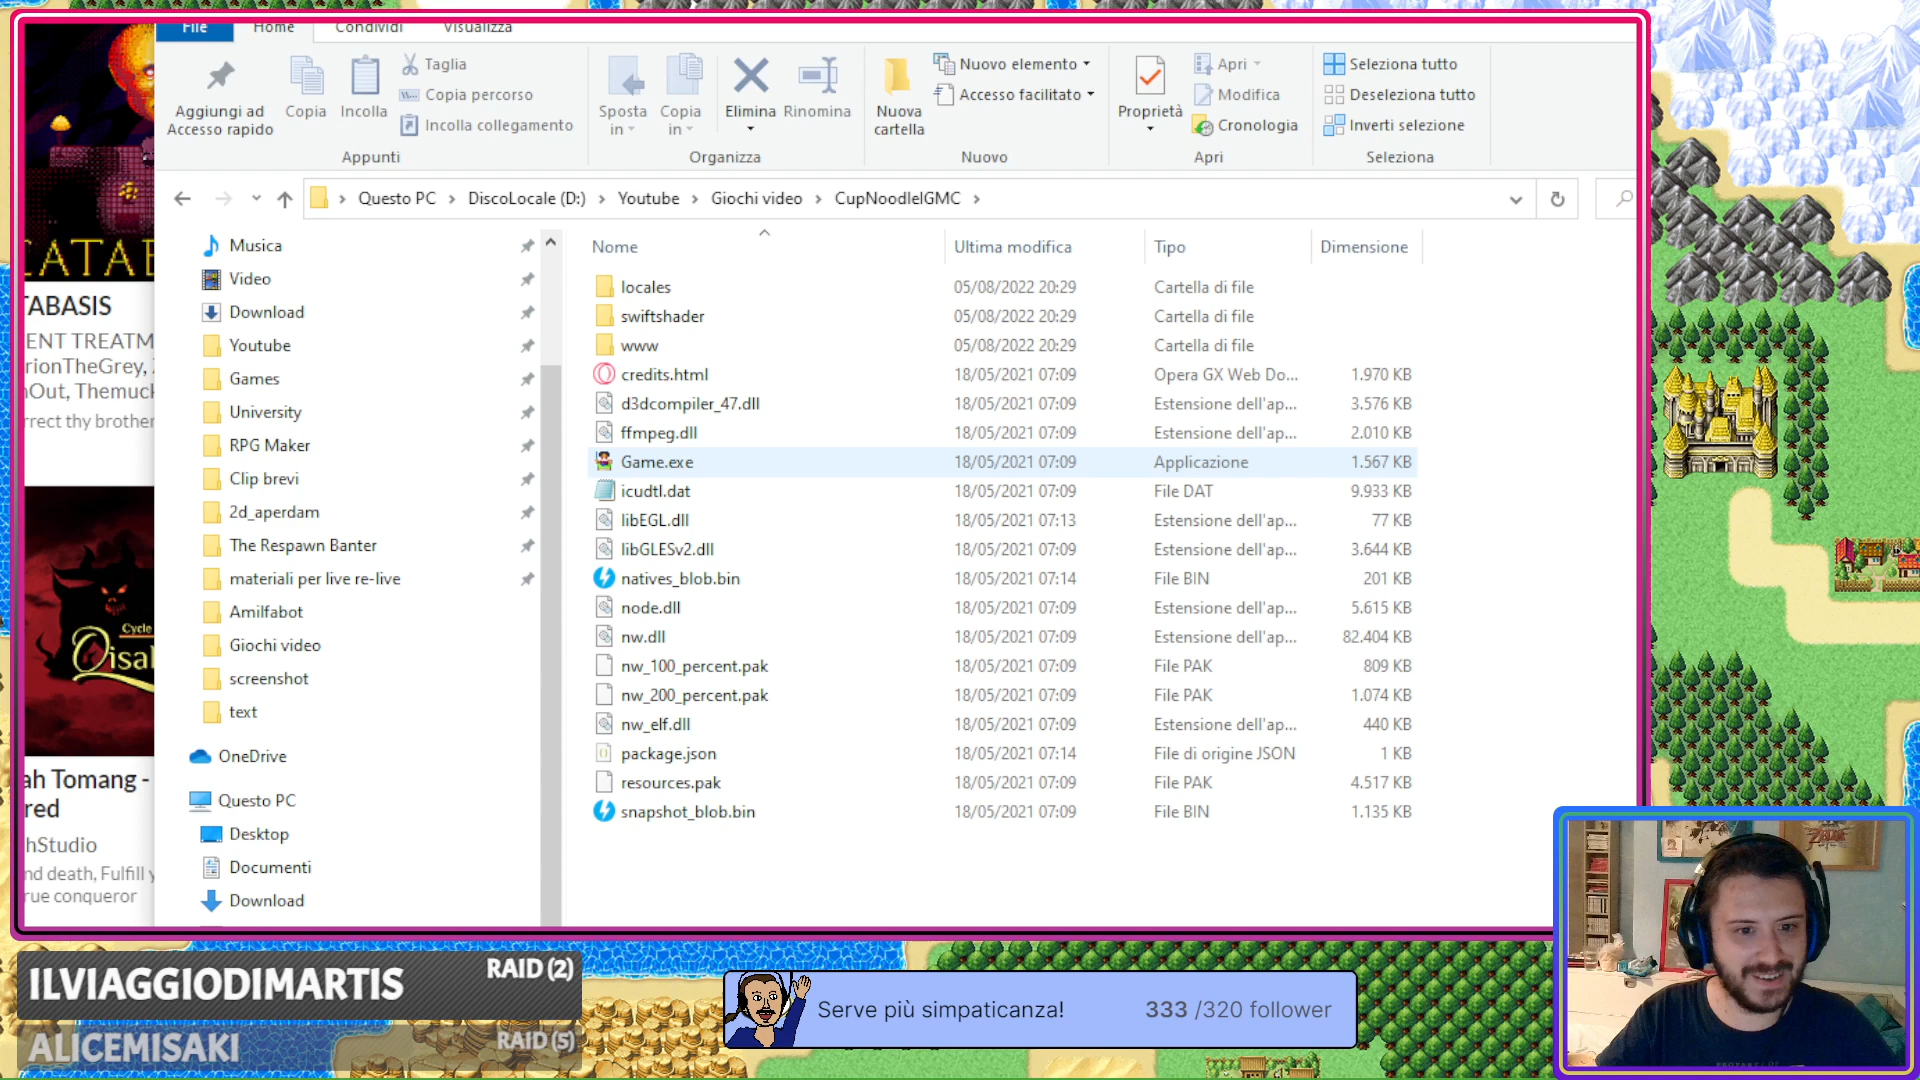 File
Home
Condividi
Visualizza
Aggiungi ad
Accesso rapido
Copia
Incolla
Taglia
Copia percorso
Incolla collegamento
Appunti
Sposta
in
Copia
in
Elimina
Rinomina
Organizza
Nuova
cartella
Nuovo elemento
Accesso facilitato
Nuovo
Proprietà
Apri
Modifica
Cronologia
Apri
Seleziona tutto
Deseleziona tutto
Inverti selezione
Seleziona
Questo PC > DiscoLocale (D:) > Youtube > Giochi video > CupNoodleIGMC >
Musica
Video
Download
Youtube
Games
University
RPG Maker
Clip brevi
2d_aperdam
The Respawn Banter
materiali per live re-live
Amilfabot
Giochi video
screenshot
text
OneDrive
Questo PC
Desktop
Documenti
Download
Nome Ultima modifica Tipo Dimensione
locales 05/08/2022 20:29 Cartella di file
swiftshader 05/08/2022 20:29 Cartella di file
www 05/08/2022 20:29 Cartella di file
credits.html 18/05/2021 07:09 Opera GX Web Do... 1.970 KB
d3dcompiler_47.dll 18/05/2021 07:09 Estensione dell'ap... 3.576 KB
ffmpeg.dll 18/05/2021 07:09 Estensione dell'ap... 2.010 KB
Game.exe 18/05/2021 07:09 Applicazione 1.567 KB
icudtl.dat 18/05/2021 07:09 File DAT 9.933 KB
libEGL.dll 18/05/2021 07:13 Estensione dell'ap... 77 KB
libGLESv2.dll 18/05/2021 07:09 Estensione dell'ap... 3.644 KB
natives_blob.bin 18/05/2021 07:14 File BIN 201 KB
node.dll 18/05/2021 07:09 Estensione dell'ap... 5.615 KB
nw.dll 18/05/2021 07:09 Estensione dell'ap... 82.404 KB
nw_100_percent.pak 18/05/2021 07:09 File PAK 809 KB
nw_200_percent.pak 18/05/2021 07:09 File PAK 1.074 KB
nw_elf.dll 18/05/2021 07:09 Estensione dell'ap... 440 KB
package.json 18/05/2021 07:14 File di origine JSON 1 KB
resources.pak 18/05/2021 07:09 File PAK 4.517 KB
snapshot_blob.bin 18/05/2021 07:09 File BIN 1.135 KB
CATAB
TABASIS
ENT TREATM
rionTheGrey,
nOut, Themuck
rrect thy brother
Cycle
Qisal
ah Tomang -
red
hStudio
nd death, Fulfill y
rue conqueror
ILVIAGGIODIMARTIS RAID (2)
ALICEMISAKI RAID (5)
Serve più simpaticanza! 333 /320 follower
ZELDA